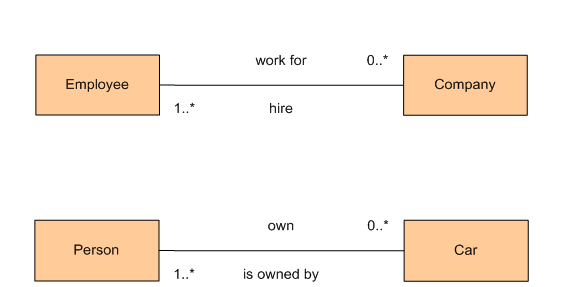 work for 0..*
Employee Company
1..* hire
own 0..*
Person Car
1..* is owned by